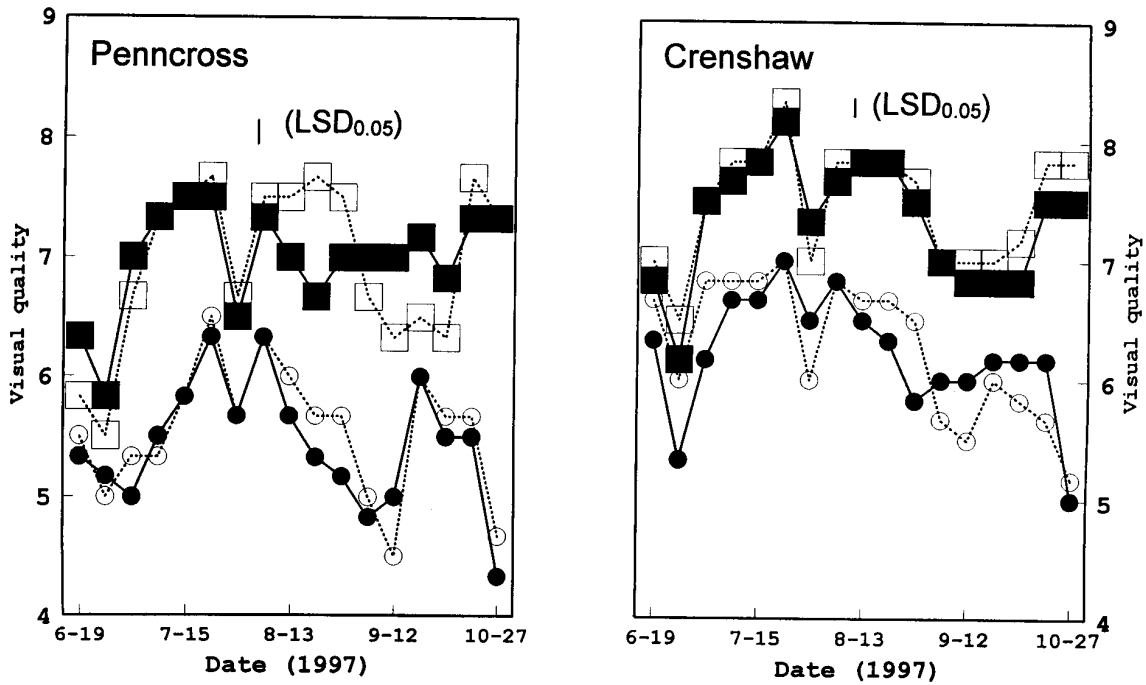 Penncross
(LSD0.05)
9
8
7
6
5
4
Visual quality
6-19 7-15 8-13 9-12 10-27
Date (1997)
Crenshaw
(LSD0.05)
9
8
7
6
5
4
Visual quality
6-19 7-15 8-13 9-12 10-27
Date (1997)